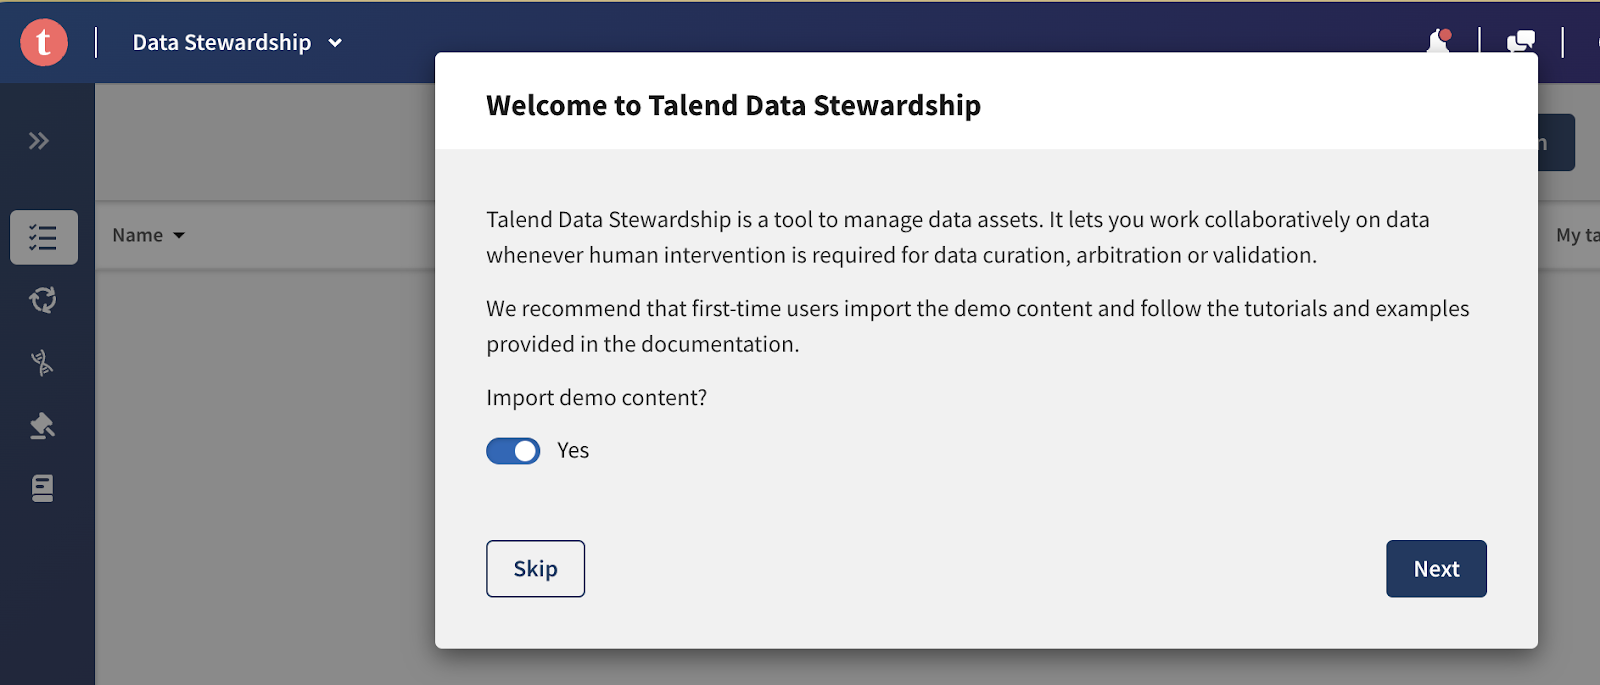 t
Data Stewardship
Welcome to Talend Data Stewardship
Name
My
Talend Data Stewardship is a tool to manage data assets. It lets you work collaboratively on data
whenever human intervention is required for data curation, arbitration or validation.
We recommend that first-time users import the demo content and follow the tutorials and examples
provided in the documentation.
Import demo content?
Yes
Skip
Next